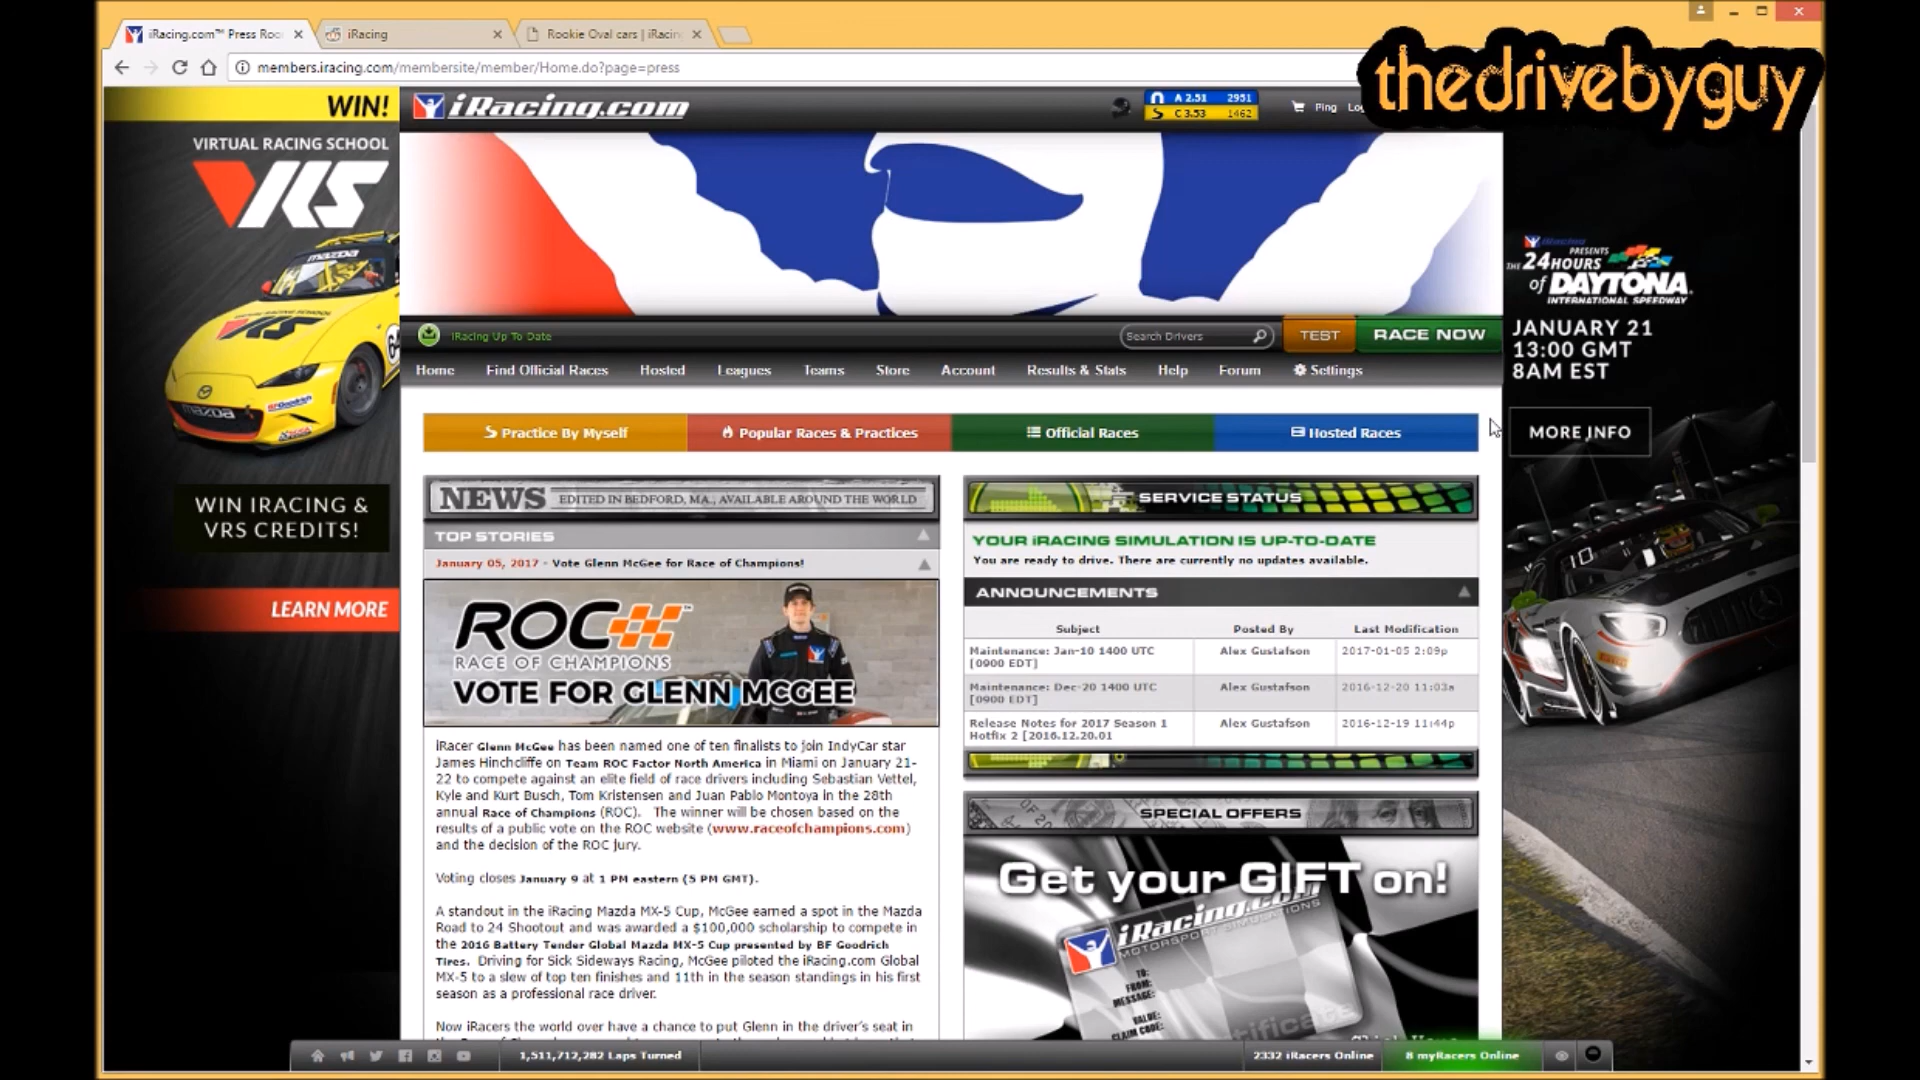 iRacing.com™ Press Roo
iRacing
Rookie Oval cars | iRacin
members.iracing.com/membersite/member/Home.do?page=press
thedrivebyguy
WIN!
VIRTUAL RACING SCHOOL
VRS
WIN IRACING &
VRS CREDITS!
LEARN MORE
iRacing.com
A 2.51 2951
C 3.53 1462
Ping
iRacing Up To Date
Search Drivers
TEST
RACE NOW
Home
Find Official Races
Hosted
Leagues
Teams
Store
Account
Results & Stats
Help
Forum
Settings
Practice By Myself
Popular Races & Practices
Official Races
Hosted Races
NEWS EDITED IN BEDFORD, MA., AVAILABLE AROUND THE WORLD
TOP STORIES
January 05, 2017 - Vote Glenn McGee for Race of Champions!
ROC
RACE OF CHAMPIONS
VOTE FOR GLENN MCGEE
iRacer Glenn McGee has been named one of ten finalists to join IndyCar star
James Hinchcliffe on Team ROC Factor North America in Miami on January 21-
22 to compete against an elite field of race drivers including Sebastian Vettel,
Kyle and Kurt Busch, Tom Kristensen and Juan Pablo Montoya in the 28th
annual Race of Champions (ROC). The winner will be chosen based on the
results of a public vote on the ROC website (www.raceofchampions.com)
and the decision of the ROC jury.
Voting closes January 9 at 1 PM eastern (5 PM GMT).
A standout in the iRacing Mazda MX-5 Cup, McGee earned a spot in the Mazda
Road to 24 Shootout and was awarded a $100,000 scholarship to compete in
the 2016 Battery Tender Global Mazda MX-5 Cup presented by BF Goodrich
Tires. Driving for Sick Sideways Racing, McGee piloted the iRacing.com Global
MX-5 to a slew of top ten finishes and 11th in the season standings in his first
season as a professional race driver.
Now iRacers the world over have a chance to put Glenn in the driver's seat in
SERVICE STATUS
YOUR iRACING SIMULATION IS UP-TO-DATE
You are ready to drive. There are currently no updates available.
ANNOUNCEMENTS
Subject Posted By Last Modification
Maintenance: Jan-10 1400 UTC
[0900 EDT]
Alex Gustafson 2017-01-05 2:09p
Maintenance: Dec-20 1400 UTC
[0900 EDT]
Alex Gustafson 2016-12-20 11:03a
Release Notes for 2017 Season 1
Hotfix 2 [2016.12.20.01
Alex Gustafson 2016-12-19 11:44p
SPECIAL OFFERS
Get your GIFT on!
iRacing.com
MOTORSPORT SIMULATIONS
TO:
FROM:
MESSAGE:
VALUE:
CLAIM CODE:
iRacing
PRESENTS
THE 24 HOURS
of DAYTONA
INTERNATIONAL SPEEDWAY
JANUARY 21
13:00 GMT
8AM EST
MORE INFO
1,511,712,282 Laps Turned
2332 iRacers Online
8 myRacers Online